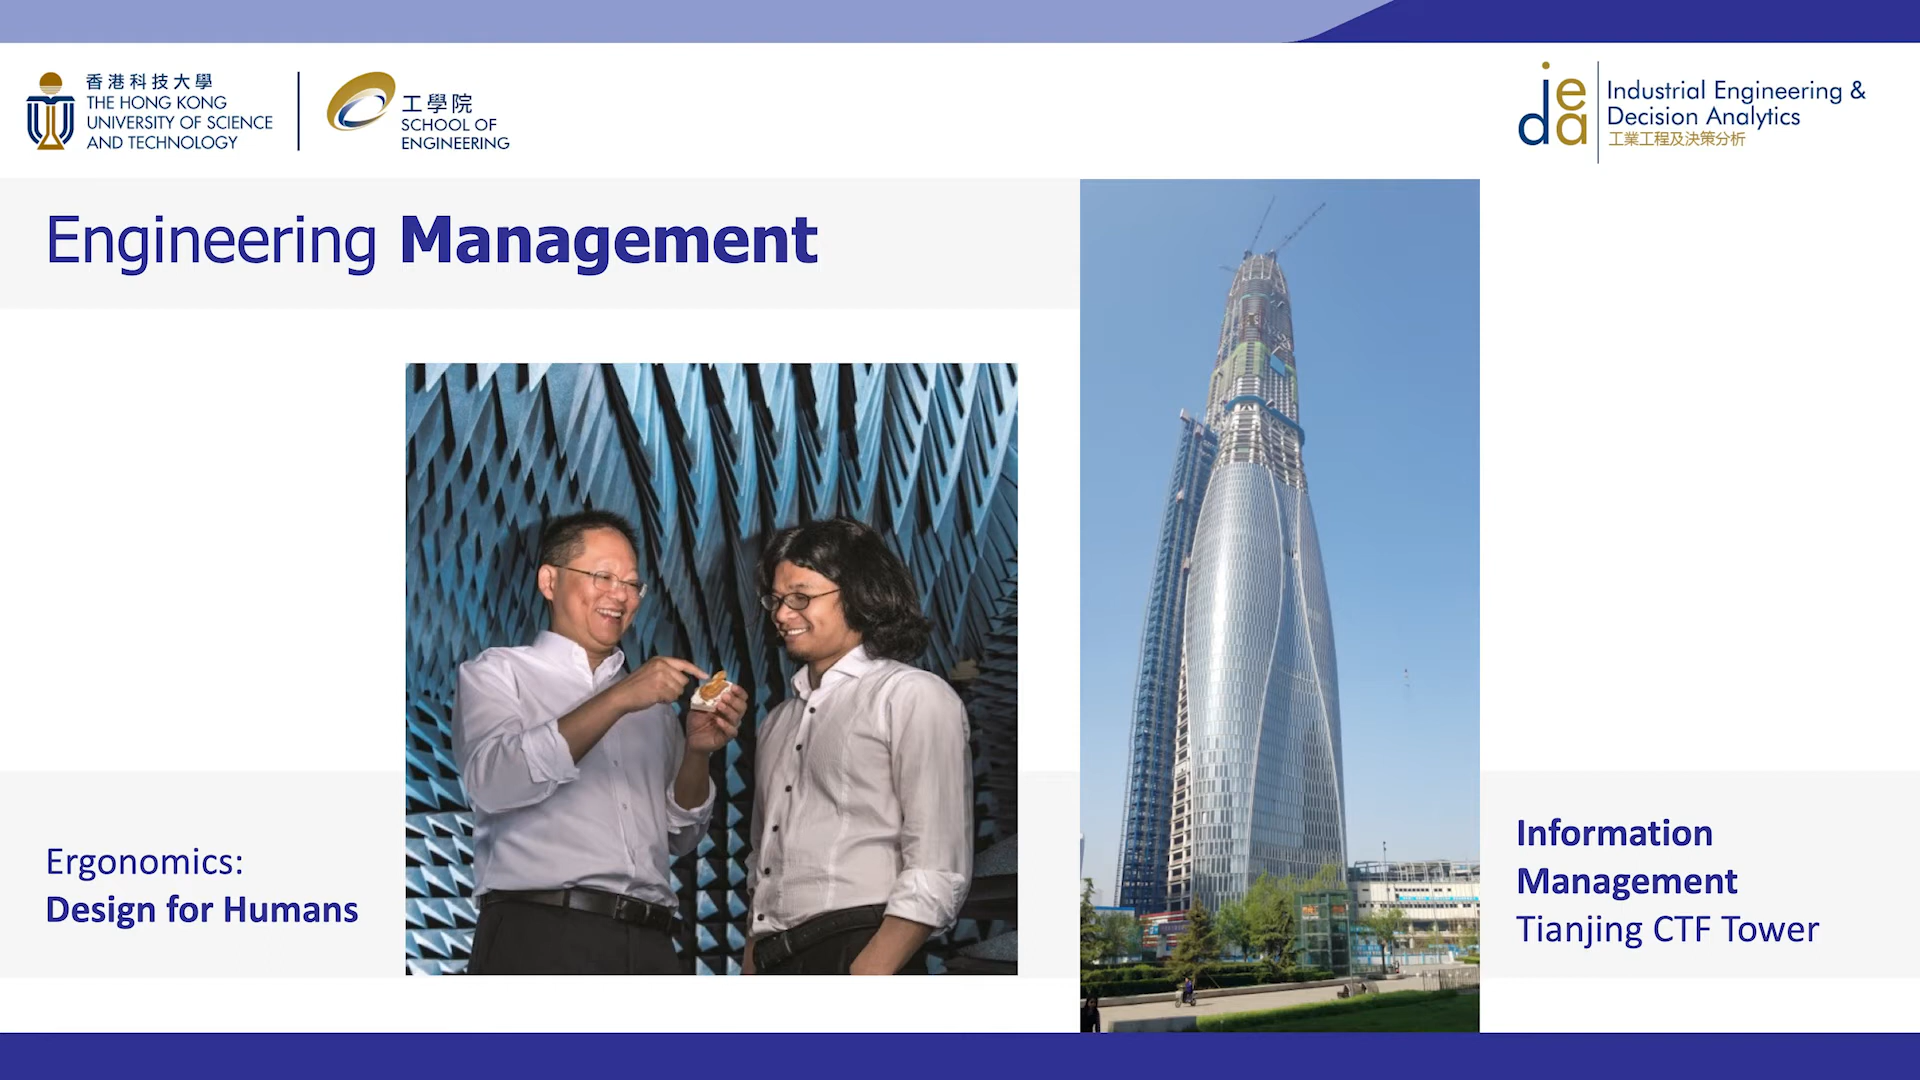 香港科技大學
THE HONG KONG
UNIVERSITY OF SCIENCE
AND TECHNOLOGY
工學院
SCHOOL OF
ENGINEERING
ieda
Industrial Engineering &
Decision Analytics
工業工程及決策分析
Engineering Management
Ergonomics:
Design for Humans
Information
Management
Tianjing CTF Tower